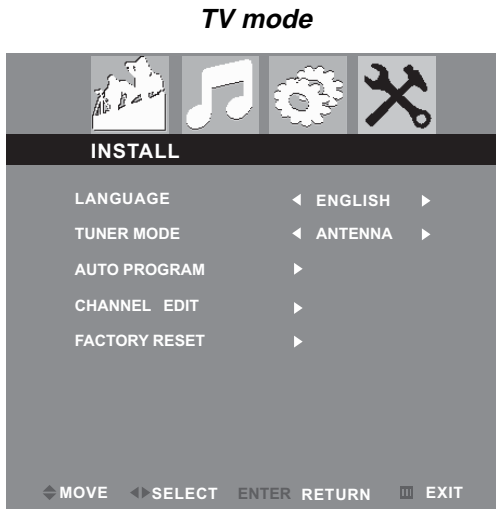 TV mode
INSTALL
LANGUAGE ENGLISH
TUNER MODE ANTENNA
AUTO PROGRAM
CHANNEL EDIT
FACTORY RESET
MOVE SELECT ENTER RETURN EXIT